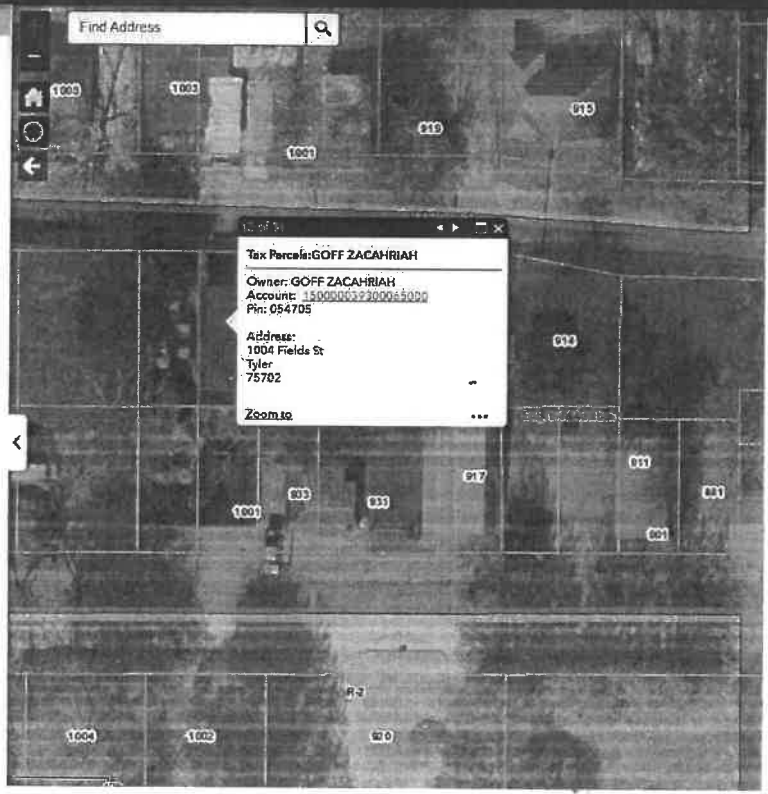 Find Address
1005
1003
1001
919
915
Tax Parcels:GOFF ZACAHRIAH
Owner: GOFF ZACAHRIAH
Account: 150000039300065000
Pin: 054705
Address:
1004 Fields St
Tyler
75702
Zoom to
914
1001
903
931
917
911
801
901
R-2
1004
1002
920